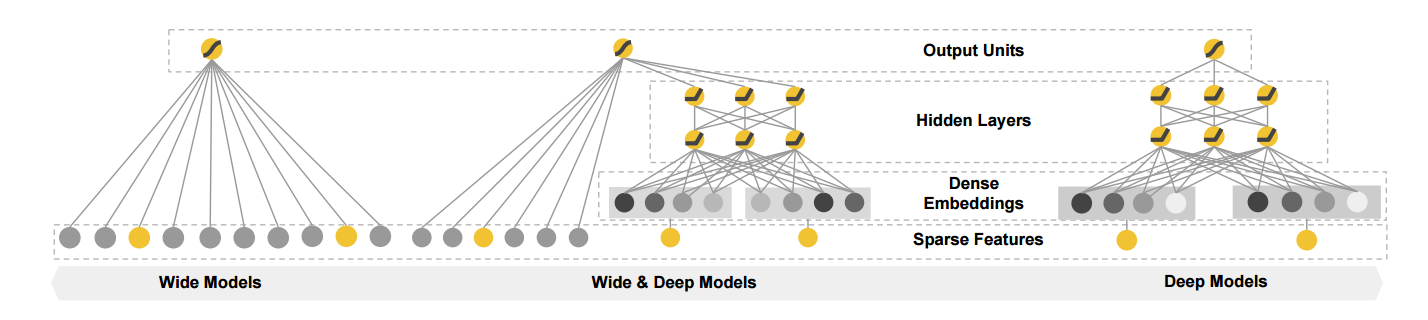 Output Units
Hidden Layers
Dense
Embeddings
Sparse Features
Wide Models
Wide & Deep Models
Deep Models